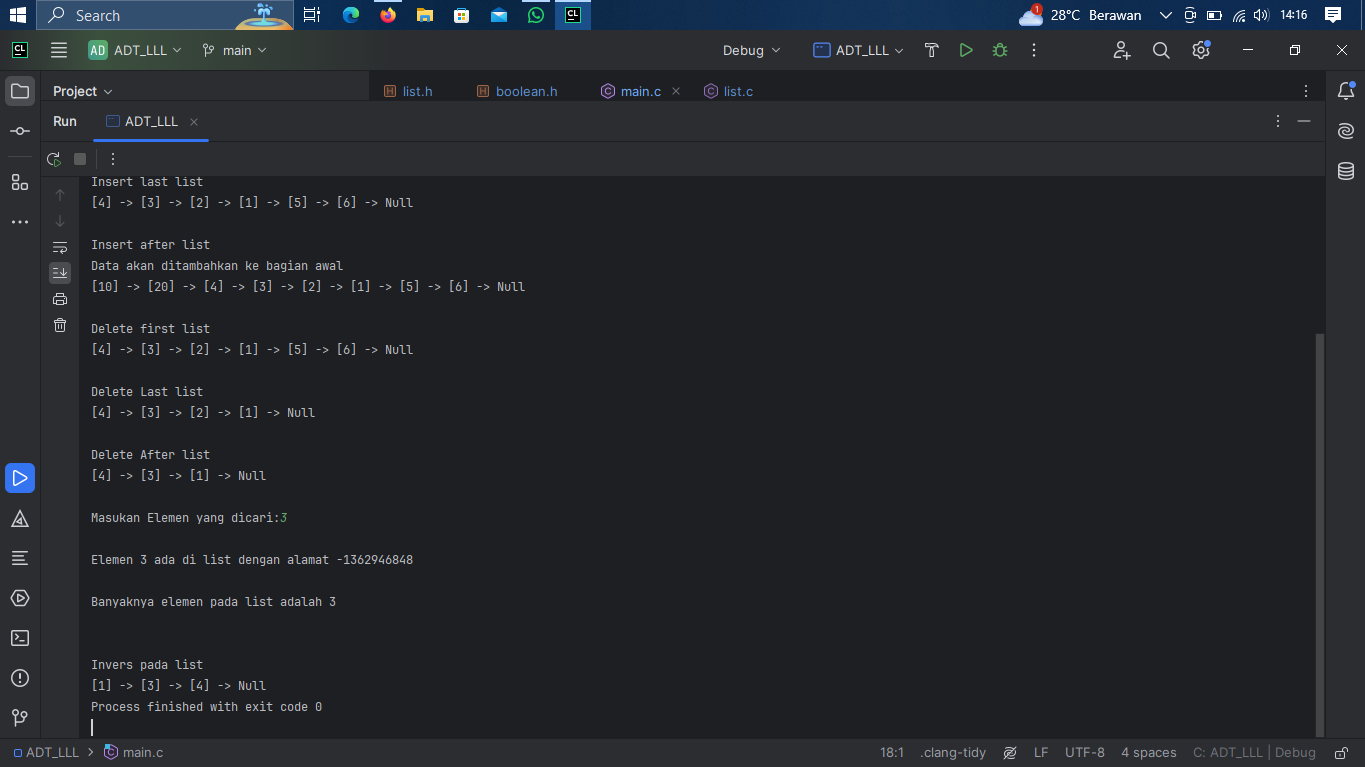 Search
1
28°C Berawan
14:16
CL
AD ADT_LLL
main
Debug
ADT_LLL
Project
list.h
boolean.h
main.c
list.c
Run
ADT_LLL
Insert last list
[4] -> [3] -> [2] -> [1] -> [5] -> [6] -> Null
Insert after list
Data akan ditambahkan ke bagian awal
[10] -> [20] -> [4] -> [3] -> [2] -> [1] -> [5] -> [6] -> Null
Delete first list
[4] -> [3] -> [2] -> [1] -> [5] -> [6] -> Null
Delete Last list
[4] -> [3] -> [2] -> [1] -> Null
Delete After list
[4] -> [3] -> [1] -> Null
Masukan Elemen yang dicari:3
Elemen 3 ada di list dengan alamat -1362946848
Banyaknya elemen pada list adalah 3
Invers pada list
[1] -> [3] -> [4] -> Null
Process finished with exit code 0
ADT_LLL > main.c
18:1 .clang-tidy LF UTF-8 4 spaces C: ADT_LLL | Debug